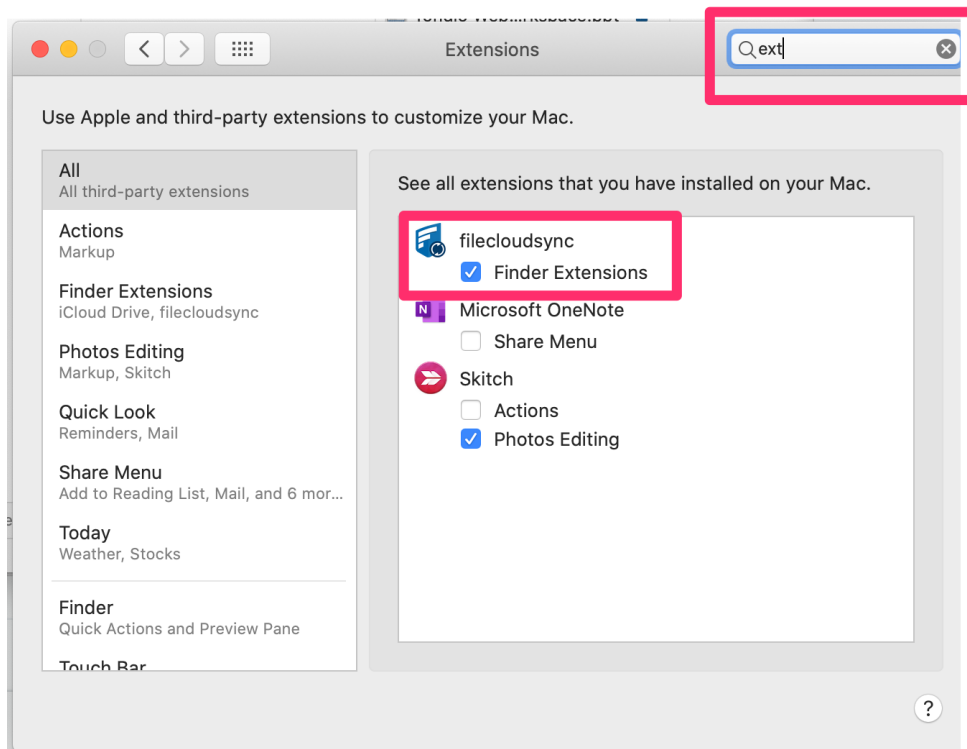 Extensions
ext
Use Apple and third-party extensions to customize your Mac.
All
All third-party extensions
Actions
Markup
Finder Extensions
iCloud Drive, filecloudsync
Photos Editing
Markup, Skitch
Quick Look
Reminders, Mail
Share Menu
Add to Reading List, Mail, and 6 mor...
Today
Weather, Stocks
Finder
Quick Actions and Preview Pane
Touch Bar
See all extensions that you have installed on your Mac.
filecloudsync
Finder Extensions
N
Microsoft OneNote
Share Menu
Skitch
Actions
Photos Editing
?